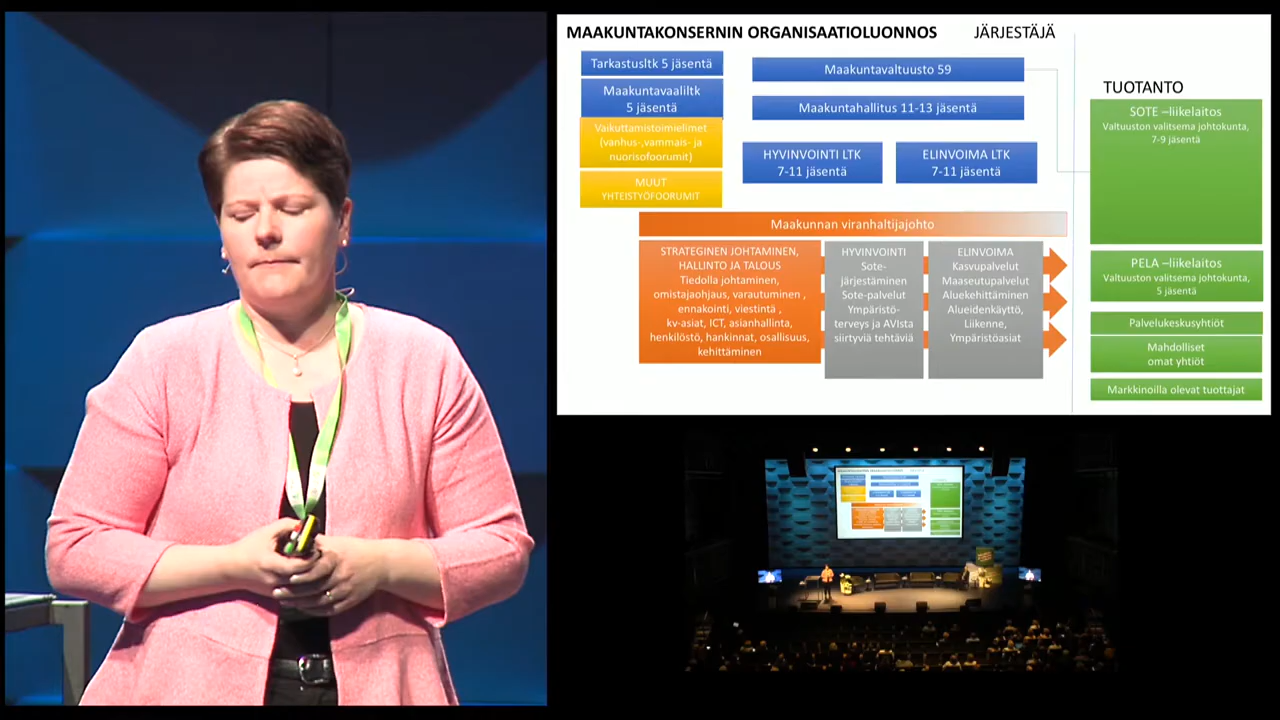 MAAKUNTAKONSERNIN ORGANISAATIOLUONNOS
JÄRJESTÄJÄ
Tarkastusltk 5 jäsentä
Maakuntavaaliltk
5 jäsentä
Vaikuttamistoimielimet
(vanhus-,vammais- ja
nuorisofoorumit)
MUUT
YHTEISTYÖFOORUMIT
Maakuntavaltuusto 59
Maakuntahallitus 11-13 jäsentä
HYVINVOINTI LTK
7-11 jäsentä
ELINVOIMA LTK
7-11 jäsentä
Maakunnan viranhaltijajohto
STRATEGINEN JOHTAMINEN,
HALLINTO JA TALOUS
Tiedolla johtaminen,
omistajaohjaus, varautuminen ,
ennakointi, viestintä ,
kv-asiat, ICT, asianhallinta,
henkilöstö, hankinnat, osallisuus,
kehittäminen
HYVINVOINTI
Sote-
järjestäminen
Sote-palvelut
Ympäristö-
terveys ja AVIsta
siirtyviä tehtäviä
ELINVOIMA
Kasvupalvelut
Maaseutupalvelut
Aluekehittäminen
Alueidenkäyttö,
Liikenne,
Ympäristöasiat
TUOTANTO
SOTE –liikelaitos
Valtuuston valitsema johtokunta,
7-9 jäsentä
PELA –liikelaitos
Valtuuston valitsema johtokunta,
5 jäsentä
Palvelukeskusyhtiöt
Mahdolliset
omat yhtiöt
Markkinoilla olevat tuottajat